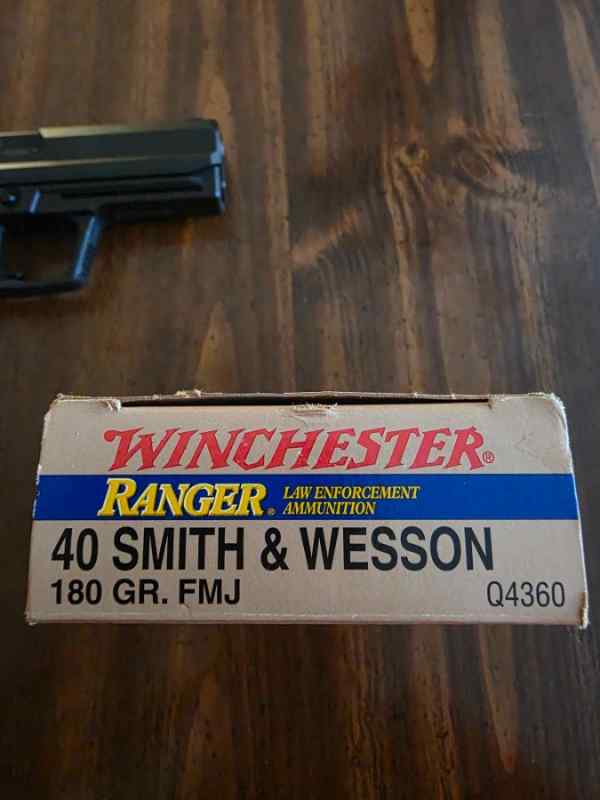 WINCHESTER®
RANGER® LAW ENFORCEMENT
AMMUNITION
40 SMITH & WESSON
180 GR. FMJ Q4360